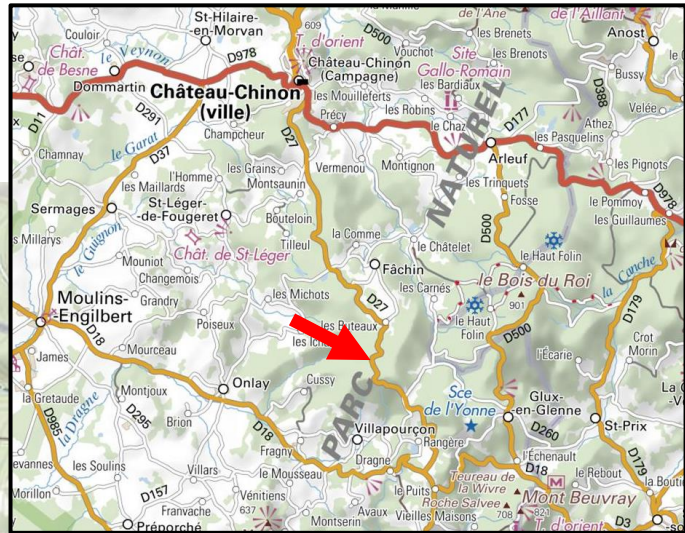 St-Hilaire-
en-Morvan
Couloir
609
T. d'orient
D500
de l'Ane
les Brenets
de l'Aillant
Anost
Chât.
de Besne
le Veynon
D978
Vouchot
Site
les Brenots
Château-Chinon
(Campagne)
Gallo-Romain
les Bardiaux
Bussy
Dommartin
Château-Chinon
(ville)
les Mouilleferts
D388
Velée
D11
D291
les Robins
le Chaz
D177
Athez
Précy
les Pasquelins
le Garat
D37
Champcheur
D27
Arleuf
Chamnay
les Grains
Vermenou
Montignon
NATUREL
les Pignots
l'Homme
Montsaunin
les Maillards
les Trinquets
Fosse
D978
St-Léger
-de-Fougeret
le Pommoy
Sermages
Bouteloin
les Guillaumes
le Guignon
Tilleul
la Comme
le Châtelet
D500
les Millarys
Chât. de St-Léger
le Haut Folin
Mouniot
Fâchin
le Bois du Roi
la Canche
Changemois
les Carnés
901
Moulins-
Engilbert
Grandry
les Michots
D27
le Haut
Folin
D179
Poiseux
les Buteaux
D500
Crot
Morin
D18
les Ich
l'Écarie
James
Mourceau
PARC
Sce
de l'Yonne
Glux-
en-Glenne
la Gretaude
Montjoux
Onlay
Cussy
St-Prix
la Dragne
D295
Brion
Villapourçon
D260
D985
D18
Rangère
l'Échenault
Fragny
Dragne
D18
les Soulins
Villars
le Mousseau
Teureau de
la Wivre
le Rebout
D179
D157
Vénitiens
le Puits
Mont Beuvray
la Bouti
Morillon
Franvache
637
Roche Salvée
Avaux
Vieilles Maisons
708
821
Préporché
Montserin
T. d'orient
D3